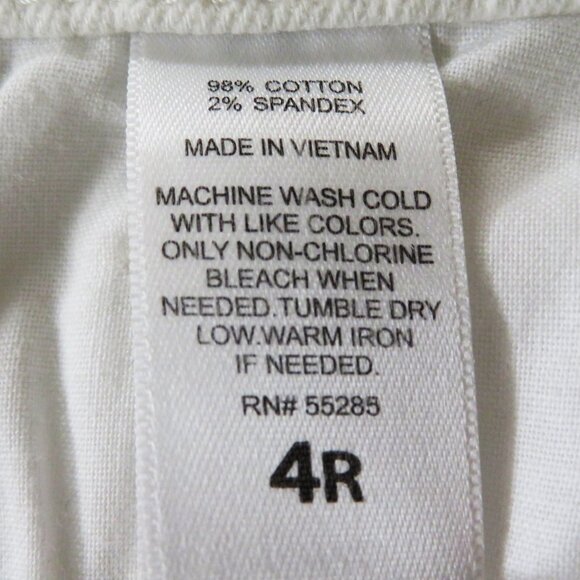 98% COTTON
2% SPANDEX
MADE IN VIETNAM
MACHINE WASH COLD
WITH LIKE COLORS.
ONLY NON-CHLORINE
BLEACH WHEN
NEEDED.TUMBLE DRY
LOW.WARM IRON
IF NEEDED.
RN# 55285
4R